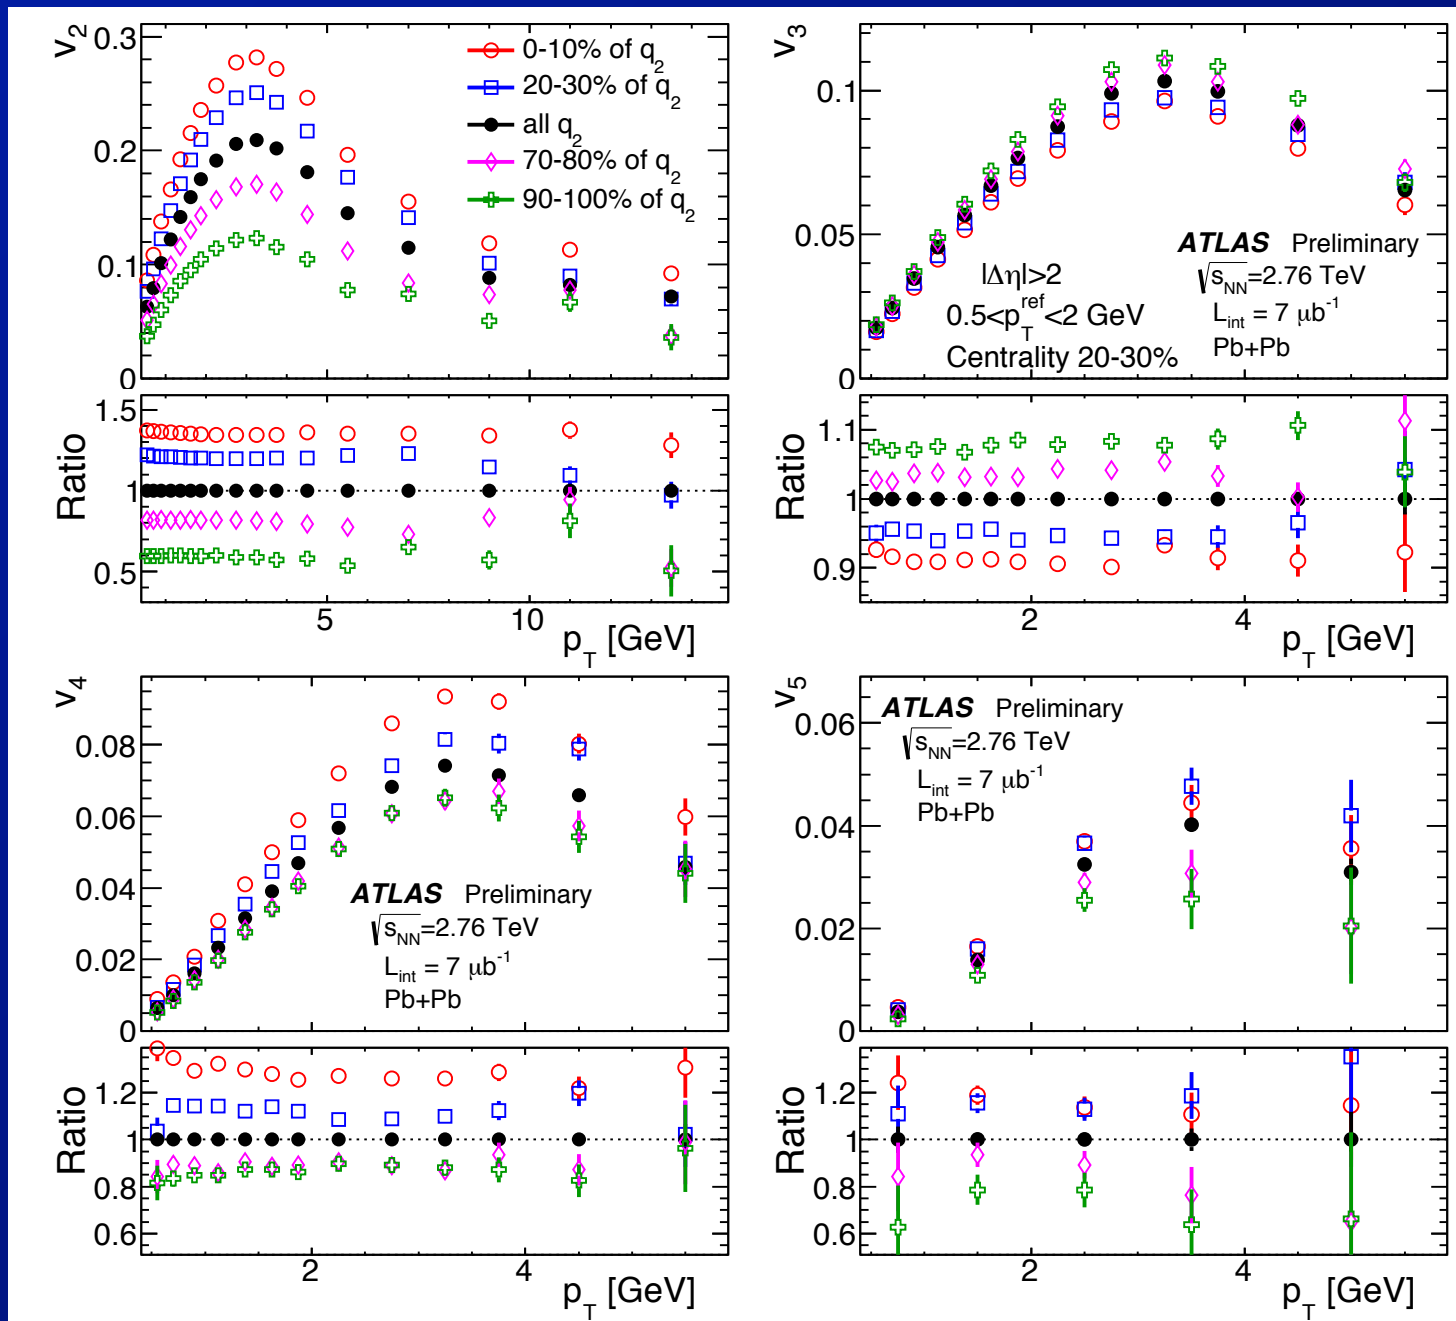 v2
0.3
0.2
0.1
0
0-10% of q2
20-30% of q2
all q2
70-80% of q2
90-100% of q2
Ratio
1.5
1
0.5
5
10
pT [GeV]
v3
0.1
0.05
0
|Δη|>2
0.5<pTref<2 GeV
Centrality 20-30%
ATLAS Preliminary
√sNN=2.76 TeV
Lint = 7 μb-1
Pb+Pb
Ratio
1.1
1
0.9
2
4
pT [GeV]
v4
0.08
0.06
0.04
0.02
0
ATLAS Preliminary
√sNN=2.76 TeV
Lint = 7 μb-1
Pb+Pb
Ratio
1.2
1
0.8
0.6
2
4
pT [GeV]
v5
0.06
0.04
0.02
0
ATLAS Preliminary
√sNN=2.76 TeV
Lint = 7 μb-1
Pb+Pb
Ratio
1.2
1
0.8
0.6
2
4
pT [GeV]